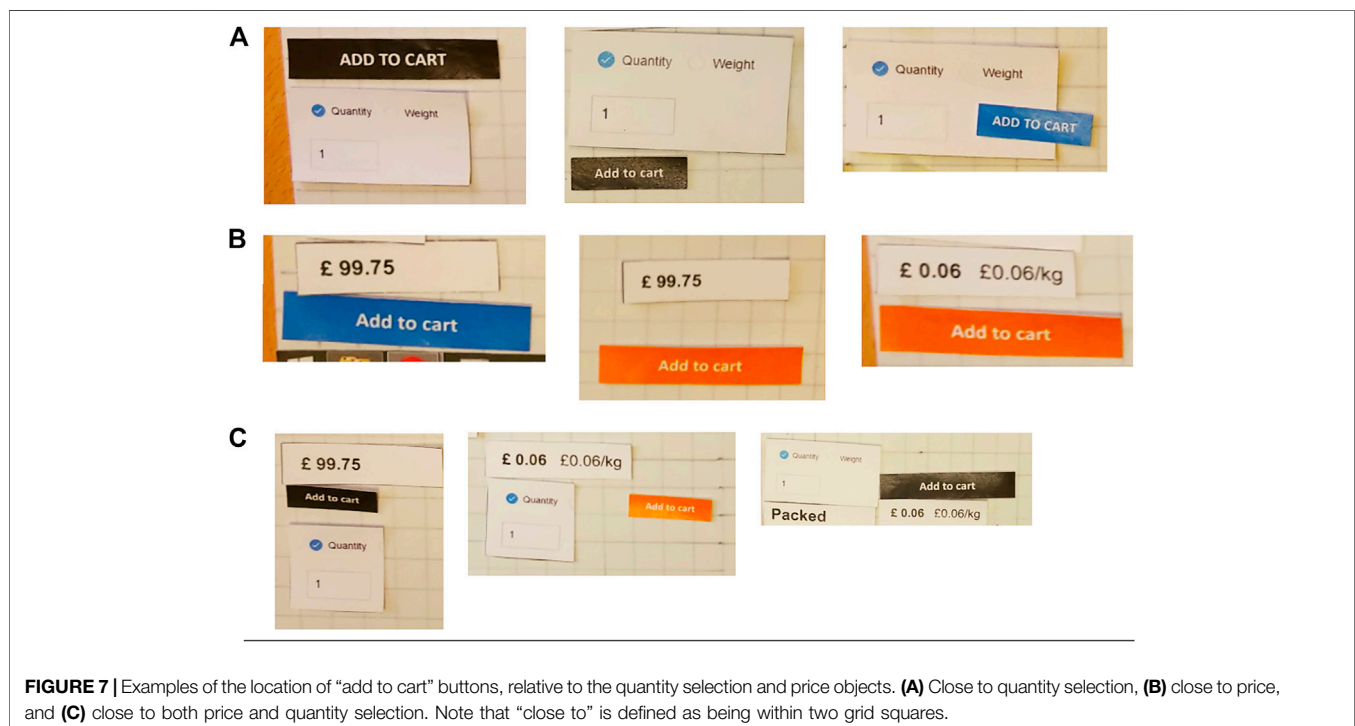 A
ADD TO CART
Quantity Weight
1
Quantity Weight
1
Add to cart
Quantity Weight
1 ADD TO CART
B
£ 99.75
Add to cart
£ 99.75
Add to cart
£ 0.06 £0.06/kg
Add to cart
C
£ 99.75
Add to cart
Quantity
1
£ 0.06 £0.06/kg
Quantity
Add to cart
1
Quantity Weight
1
Add to cart
Packed
£ 0.06 £0.06/kg
FIGURE 7 | Examples of the location of “add to cart” buttons, relative to the quantity selection and price objects. (A) Close to quantity selection, (B) close to price,
and (C) close to both price and quantity selection. Note that “close to” is defined as being within two grid squares.